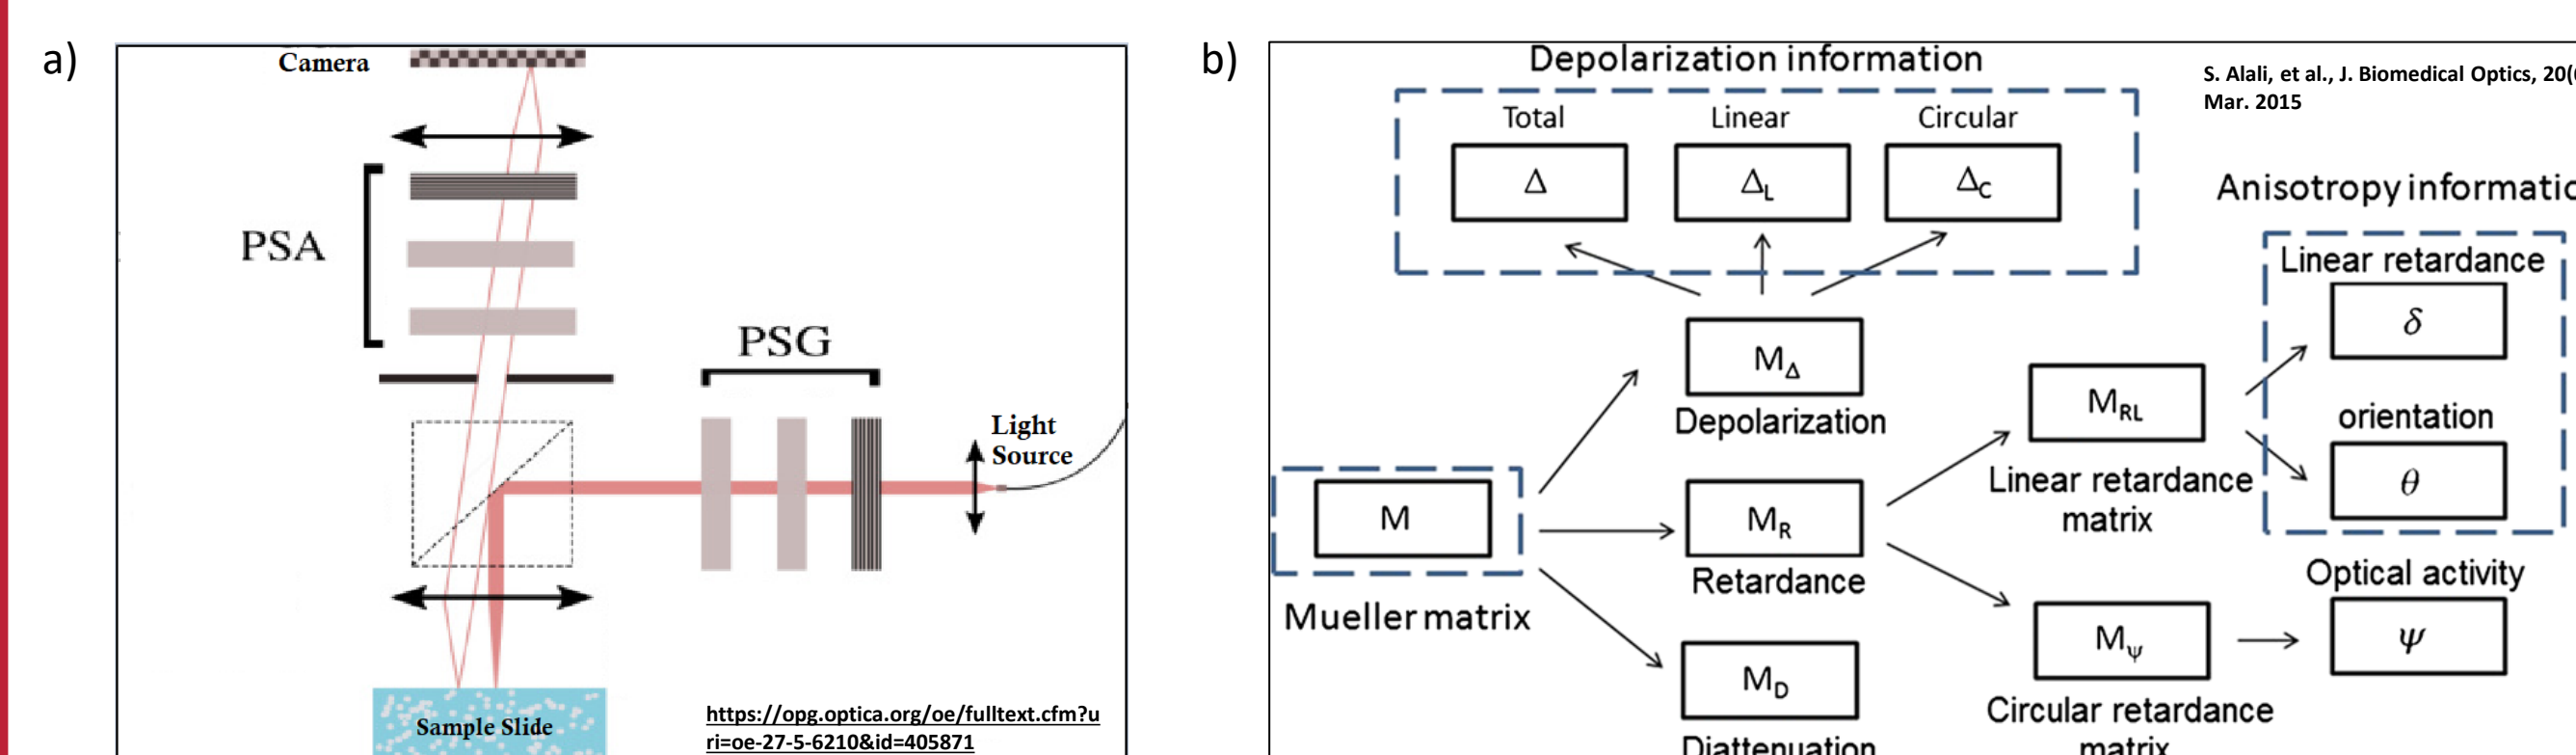 a)
Camera
PSA
PSG
Light
Source
Sample Slide
https://opg.optica.org/oe/fulltext.cfm?u
ri=oe-27-5-6210&id=405871
b)
Depolarization information
S. Alali, et al., J. Biomedical Optics, 20(
Mar. 2015
Total Linear Circular
Δ ΔL ΔC
Anisotropy informatio
Linear retardance
δ
MΔ
Depolarization
MRL
Linear retardance
matrix
orientation
θ
M
Mueller matrix
MR
Retardance
Optical activity
ψ
Mψ
Circular retardance
matrix
MD
Diattenuation